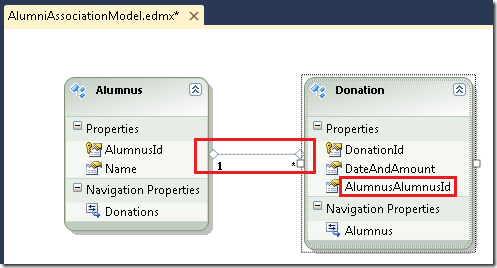 AlumniAssociationModel.edmx*
Alumnus
Properties
AlumnusId
Name
Navigation Properties
Donations
1
*
Donation
Properties
DonationId
DateAndAmount
AlumnusAlumnusId
Navigation Properties
Alumnus